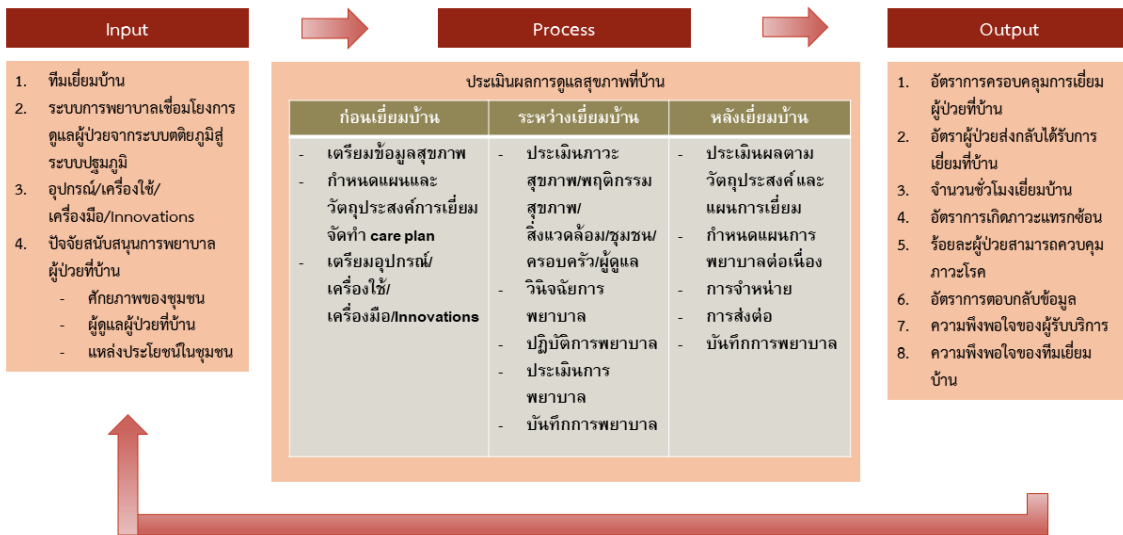 Input
Process
Output
1. ทีมเยี่ยมบ้าน
2. ระบบการพยาบาลเชื่อมโยงการ
ดูแลผู้ป่วยจากระบบตติยภูมิสู่
ระบบปฐมภูมิ
3. อุปกรณ์/เครื่องใช้/
เครื่องมือ/Innovations
4. ปัจจัยสนับสนุนการพยาบาล
ผู้ป่วยที่บ้าน
- ศักยภาพของชุมชน
- ผู้ดูแลผู้ป่วยที่บ้าน
- แหล่งประโยชน์ในชุมชน
ประเมินผลการดูแลสุขภาพที่บ้าน
ก่อนเยี่ยมบ้าน
- เตรียมข้อมูลสุขภาพ
- กำหนดแผนและ
วัตถุประสงค์การเยี่ยม
จัดทำ care plan
- เตรียมอุปกรณ์/
เครื่องใช้/
เครื่องมือ/Innovations
ระหว่างเยี่ยมบ้าน
- ประเมินภาวะ
สุขภาพ/พฤติกรรม
สุขภาพ/
สิ่งแวดล้อม/ชุมชน/
ครอบครัว/ผู้ดูแล
- วินิจฉัยการ
พยาบาล
- ปฏิบัติการพยาบาล
- ประเมินการ
พยาบาล
- บันทึกการพยาบาล
หลังเยี่ยมบ้าน
- ประเมินผลตาม
วัตถุประสงค์ และ
แผนการเยี่ยม
- กำหนดแผนการ
พยาบาลต่อเนื่อง
- การจำหน่าย
- การส่งต่อ
- บันทึกการพยาบาล
1. อัตราการครอบคลุมการเยี่ยม
ผู้ป่วยที่บ้าน
2. อัตราผู้ป่วยส่งกลับได้รับการ
เยี่ยมที่บ้าน
3. จำนวนชั่วโมงเยี่ยมบ้าน
4. อัตราการเกิดภาวะแทรกซ้อน
5. ร้อยละผู้ป่วยสามารถควบคุม
ภาวะโรค
6. อัตราการตอบกลับข้อมูล
7. ความพึงพอใจของผู้รับบริการ
8. ความพึงพอใจของทีมเยี่ยม
บ้าน